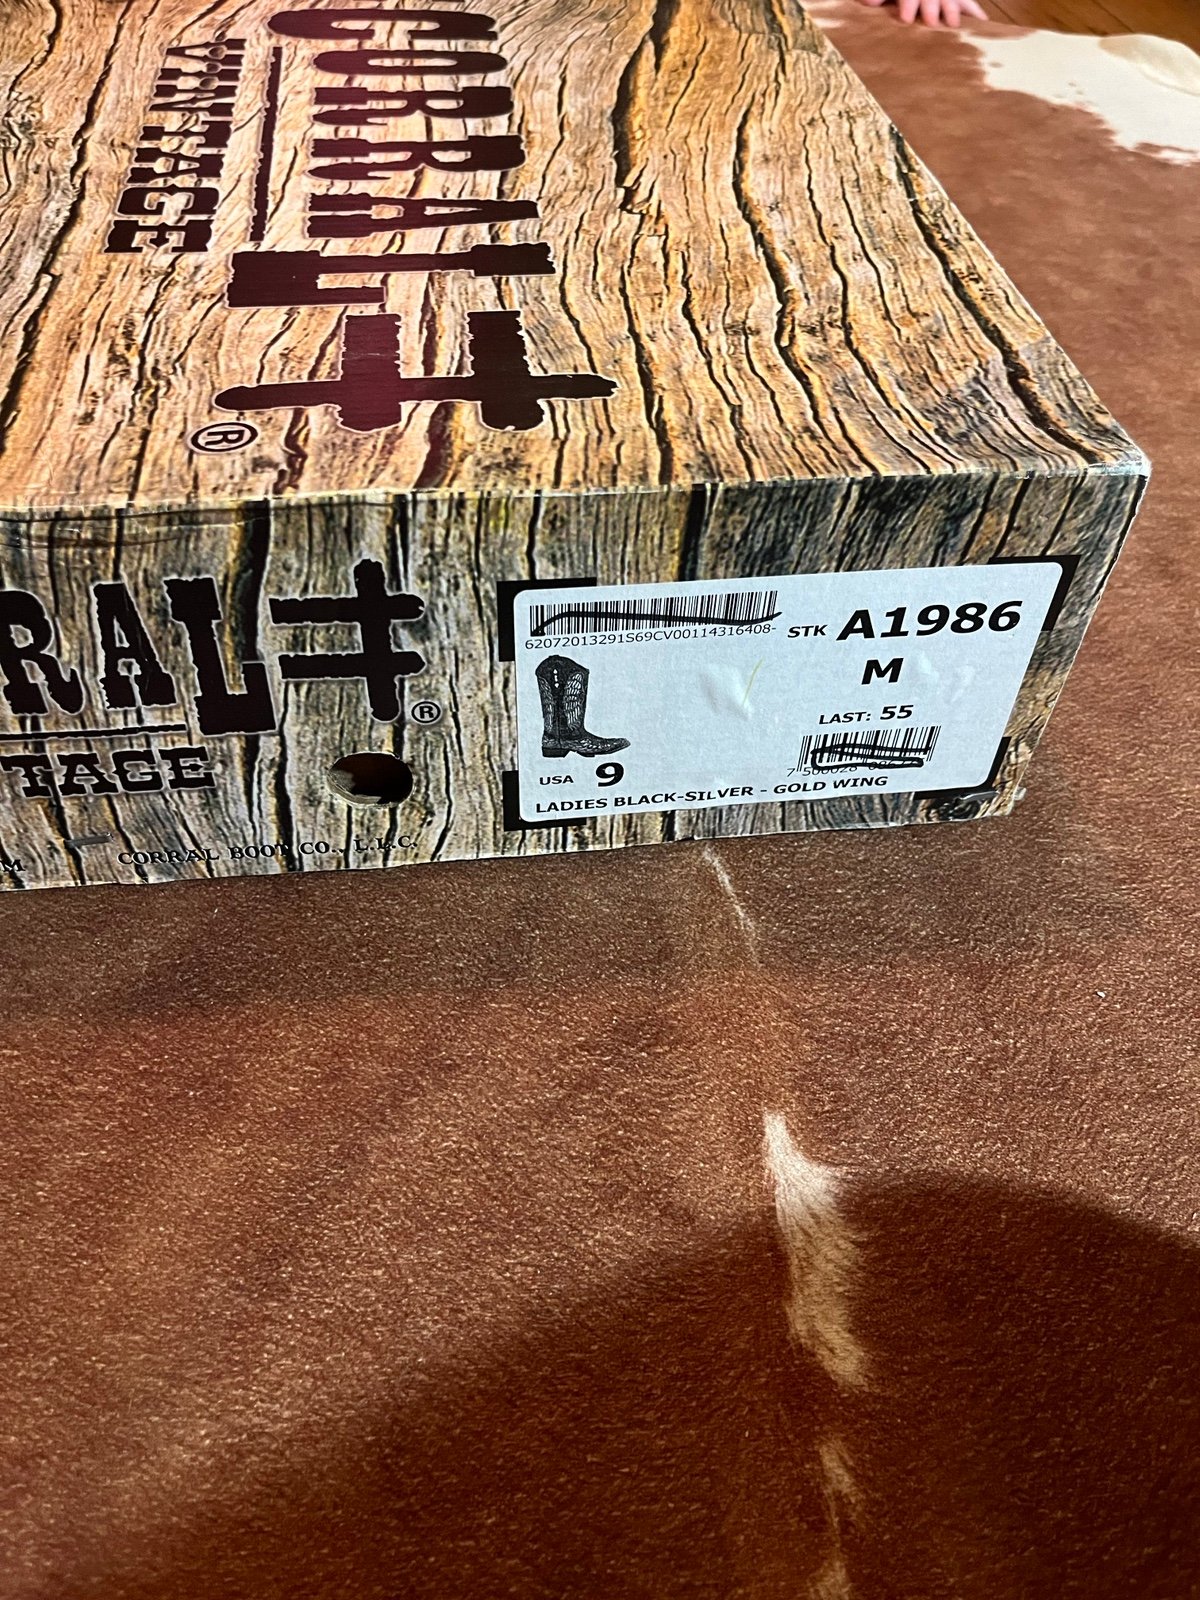 CORRAL
VINTAGE
®
RAL
®
TAGE
M
CORRAL BOOT CO., L.L.C.
62072013291S69CV00114316408-
STK A1986
M
LAST: 55
USA 9
LADIES BLACK-SILVER - GOLD WING